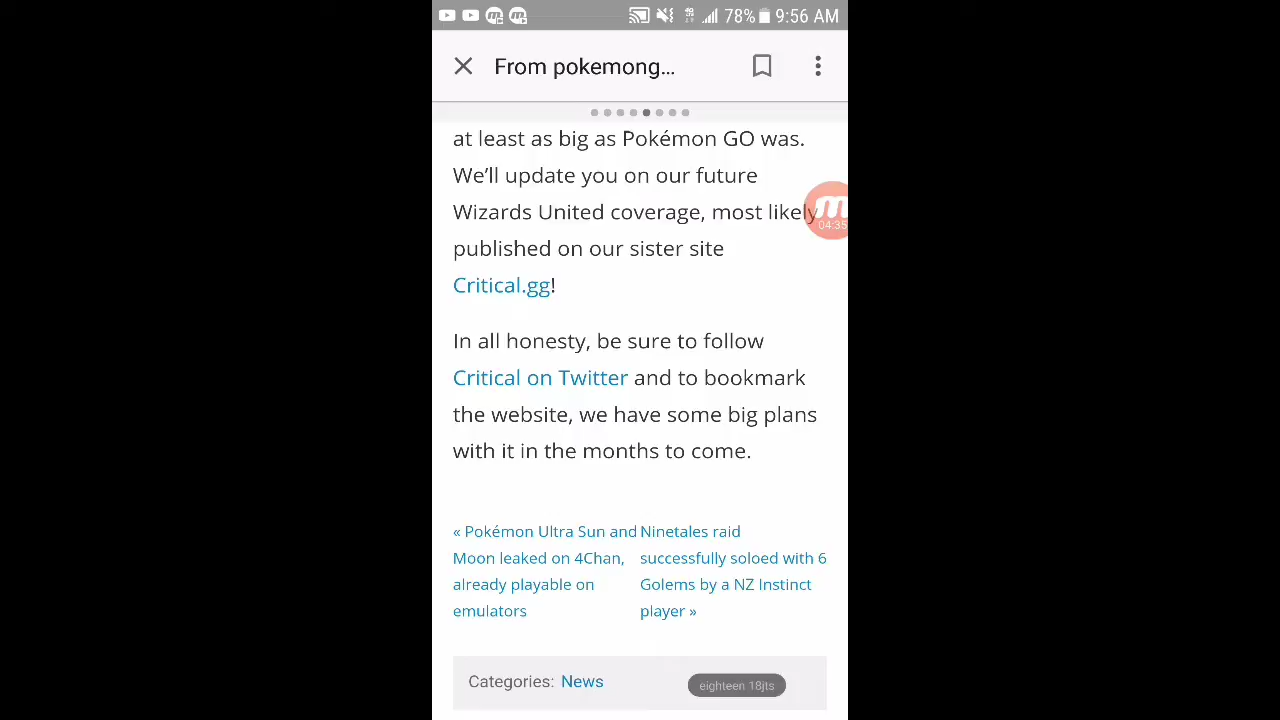 78% 9:56 AM
From pokemong...
at least as big as Pokémon GO was.
We'll update you on our future
Wizards United coverage, most likely
published on our sister site
Critical.gg!
04:35
In all honesty, be sure to follow
Critical on Twitter and to bookmark
the website, we have some big plans
with it in the months to come.
« Pokémon Ultra Sun and
Moon leaked on 4Chan,
already playable on
emulators
Ninetales raid
successfully soloed with 6
Golems by a NZ Instinct
player »
Categories: News
eighteen 18jts